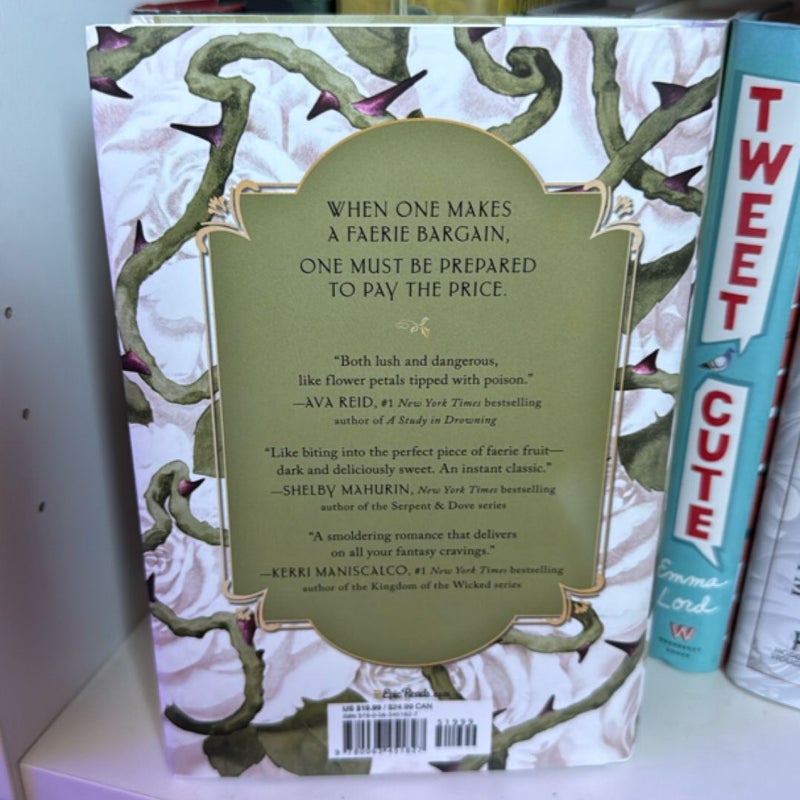 WHEN ONE MAKES
A FAERIE BARGAIN,
ONE MUST BE PREPARED
TO PAY THE PRICE.
“Both lush and dangerous,
like flower petals tipped with poison.”
—AVA REID, #1 New York Times bestselling
author of A Study in Drowning
“Like biting into the perfect piece of faerie fruit—
dark and deliciously sweet. An instant classic.”
—SHELBY MAHURIN, New York Times bestselling
author of the Serpent & Dove series
“A smoldering romance that delivers
on all your fantasy cravings.”
—KERRI MANISCALCO, #1 New York Times bestselling
author of the Kingdom of the Wicked series
EpicReads.com
US $19.99 / $24.99 CAN
51999
TWEET
CUTE
Emma
Lord
W
WEDNESDAY
BOOKS